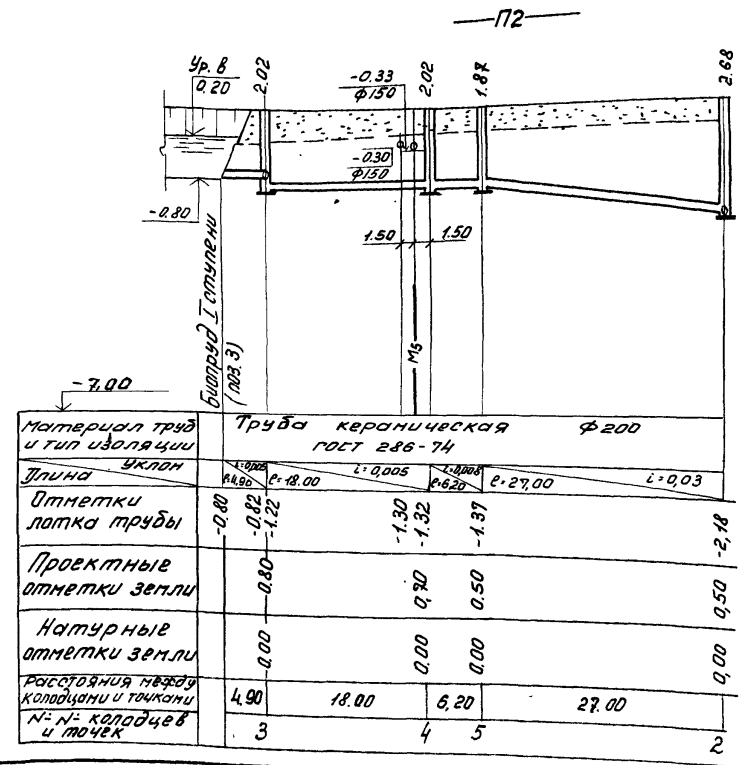 П2
Ур. в
0.20
2.02
-0.33
ф150
2.02
1.87
2.68
-0.30
ф150
-0.80
1.50
1.50
Биопруд I ступени
(поз. 3)
М5
-7,00
Материал труб
и тип изоляции
Труба кераническая ф200
гост 286-74
Уклон
Длина
i=0,005
ℓ=4.90
ℓ=18.00
i=0,005
i=0,008
ℓ=6.20
ℓ=27,00
i=0,03
Отметки
лотка трубы
-0.80
-0.82
-1.22
-1.30
-1.32
-1.37
-2,18
Проектные
отметки земли
0.80
0,70
0.50
0,50
Натурные
отметки земли
0.00
0.00
0.00
0,00
Расстояния между
колодцами и точками
4.90
18.00
6,20
27.00
N-N- колодцев
и точек
3
4
5
2